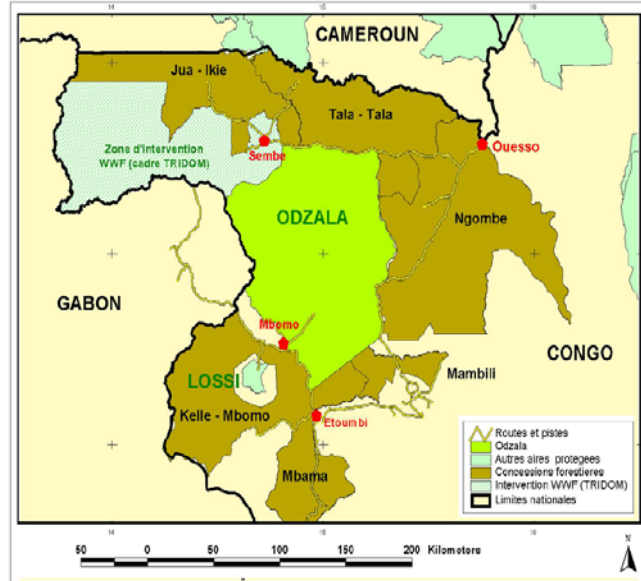 CAMEROUN
Jua - Ikie
Tala - Tala
Zone d'Intervention
WWF (cadre TRIDOM)
Sembe
Ouesso
ODZALA
Ngombe
GABON
Mbomo
CONGO
LOSSI
Mambili
Kelle - Mbomo
Etoumbi
Mbama
Routes et pistes
Odzala
Autres aires protegees
Concessions forestieres
Intervention WWF (TRIDOM)
Limites nationales
14
15
16
50 0 50 100 150 200 Kilometers
N